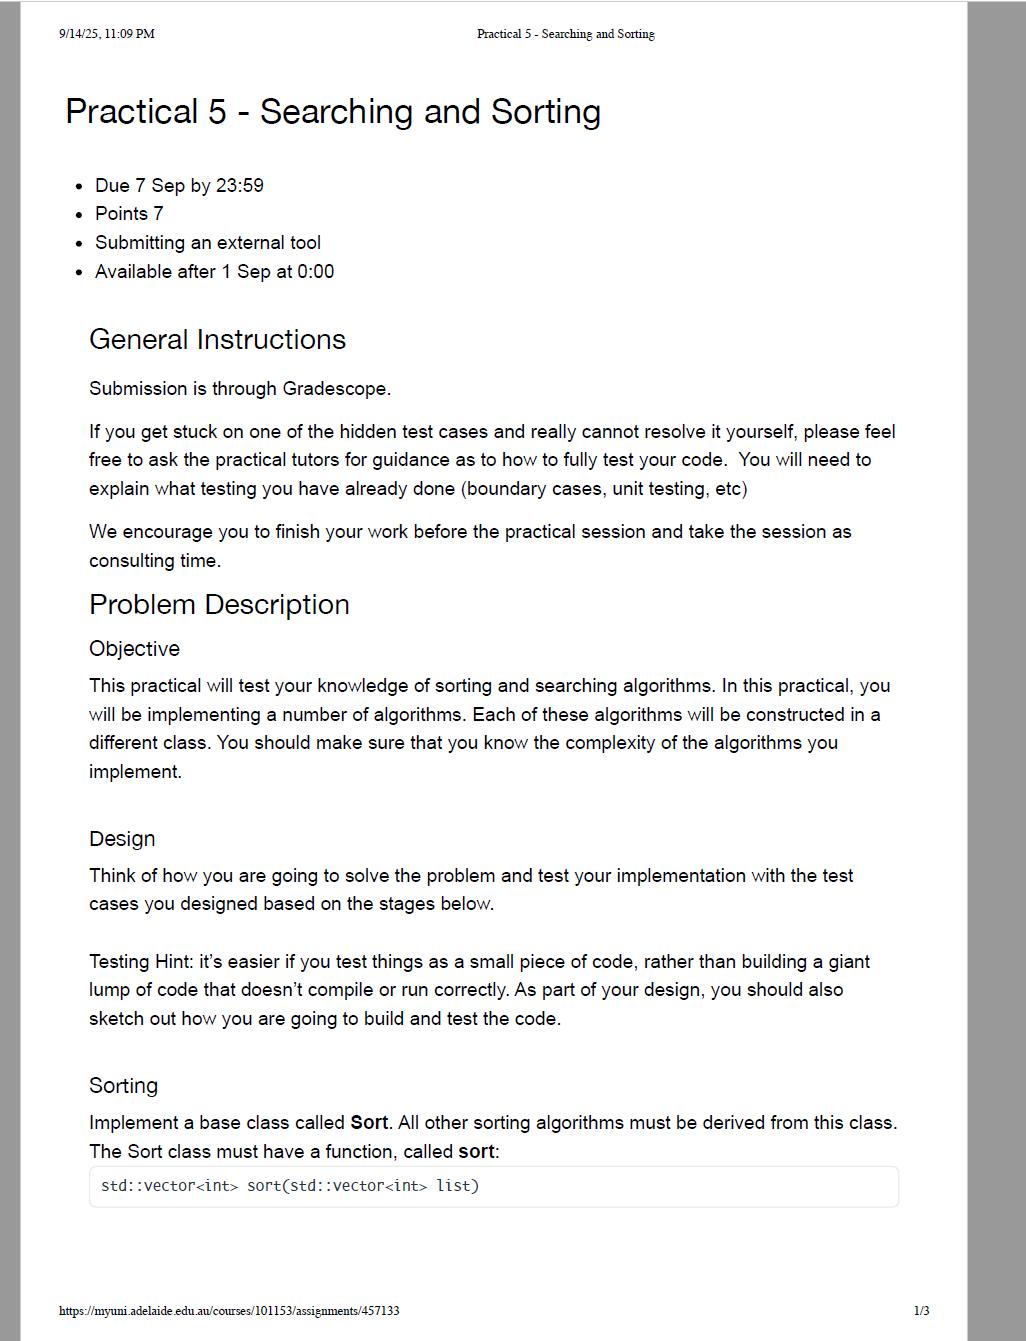 9/14/25, 11:09 PM
Practical 5 - Searching and Sorting
Practical 5 - Searching and Sorting
• Due 7 Sep by 23:59
• Points 7
• Submitting an external tool
• Available after 1 Sep at 0:00
General Instructions
Submission is through Gradescope.
If you get stuck on one of the hidden test cases and really cannot resolve it yourself, please feel
free to ask the practical tutors for guidance as to how to fully test your code.  You will need to
explain what testing you have already done (boundary cases, unit testing, etc)
We encourage you to finish your work before the practical session and take the session as
consulting time.
Problem Description
Objective
This practical will test your knowledge of sorting and searching algorithms. In this practical, you
will be implementing a number of algorithms. Each of these algorithms will be constructed in a
different class. You should make sure that you know the complexity of the algorithms you
implement.
Design
Think of how you are going to solve the problem and test your implementation with the test
cases you designed based on the stages below.
Testing Hint: it’s easier if you test things as a small piece of code, rather than building a giant
lump of code that doesn’t compile or run correctly. As part of your design, you should also
sketch out how you are going to build and test the code.
Sorting
Implement a base class called Sort. All other sorting algorithms must be derived from this class.
The Sort class must have a function, called sort:
std::vector<int> sort(std::vector<int> list)
https://myuni.adelaide.edu.au/courses/101153/assignments/457133
1/3